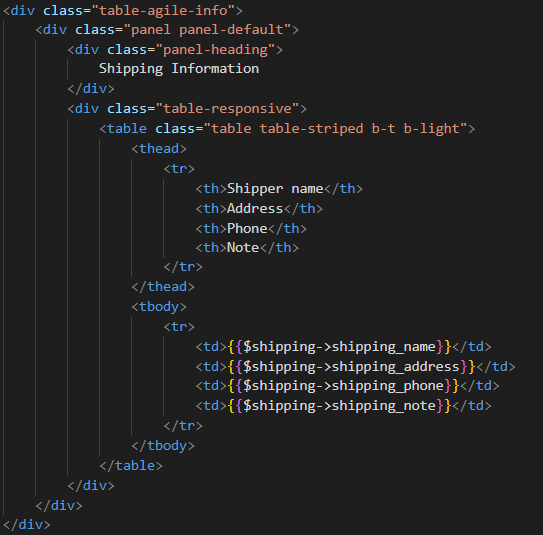 <div class="table-agile-info">
    <div class="panel panel-default">
        <div class="panel-heading">
            Shipping Information
        </div>
        <div class="table-responsive">
            <table class="table table-striped b-t b-light">
                <thead>
                    <tr>
                        <th>Shipper name</th>
                        <th>Address</th>
                        <th>Phone</th>
                        <th>Note</th>
                    </tr>
                </thead>
                <tbody>
                    <tr>
                        <td>{{$shipping->shipping_name}}</td>
                        <td>{{$shipping->shipping_address}}</td>
                        <td>{{$shipping->shipping_phone}}</td>
                        <td>{{$shipping->shipping_note}}</td>
                    </tr>
                </tbody>
            </table>
        </div>
    </div>
</div>